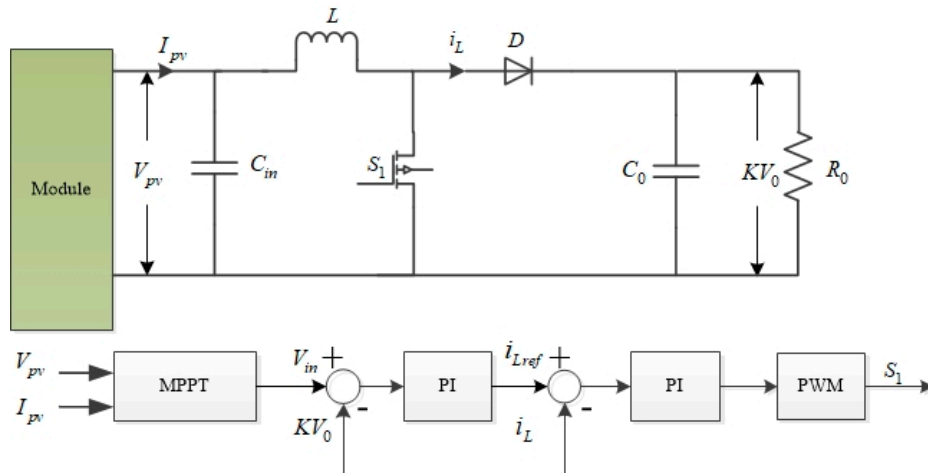 L
I_pv
i_L
D
Module
V_pv
C_in
S_1
C_0
KV_0
R_0
V_pv
I_pv
MPPT
V_in
+
-
KV_0
PI
i_Lref
+
-
i_L
PI
PWM
S_1